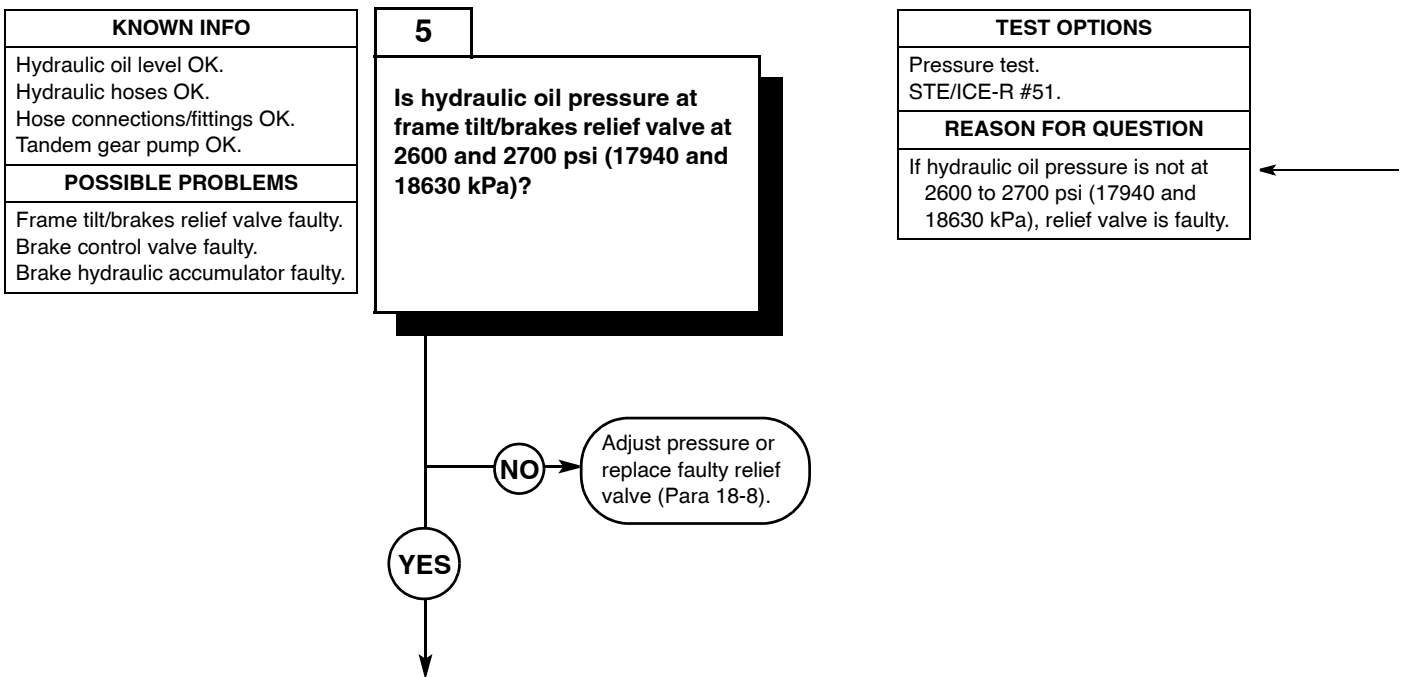 KNOWN INFO
Hydraulic oil level OK.
Hydraulic hoses OK.
Hose connections/fittings OK.
Tandem gear pump OK.
POSSIBLE PROBLEMS
Frame tilt/brakes relief valve faulty.
Brake control valve faulty.
Brake hydraulic accumulator faulty.
5
Is hydraulic oil pressure at
frame tilt/brakes relief valve at
2600 and 2700 psi (17940 and
18630 kPa)?
TEST OPTIONS
Pressure test.
STE/ICE-R #51.
REASON FOR QUESTION
If hydraulic oil pressure is not at
2600 to 2700 psi (17940 and
18630 kPa), relief valve is faulty.
NO
Adjust pressure or
replace faulty relief
valve (Para 18-8).
YES